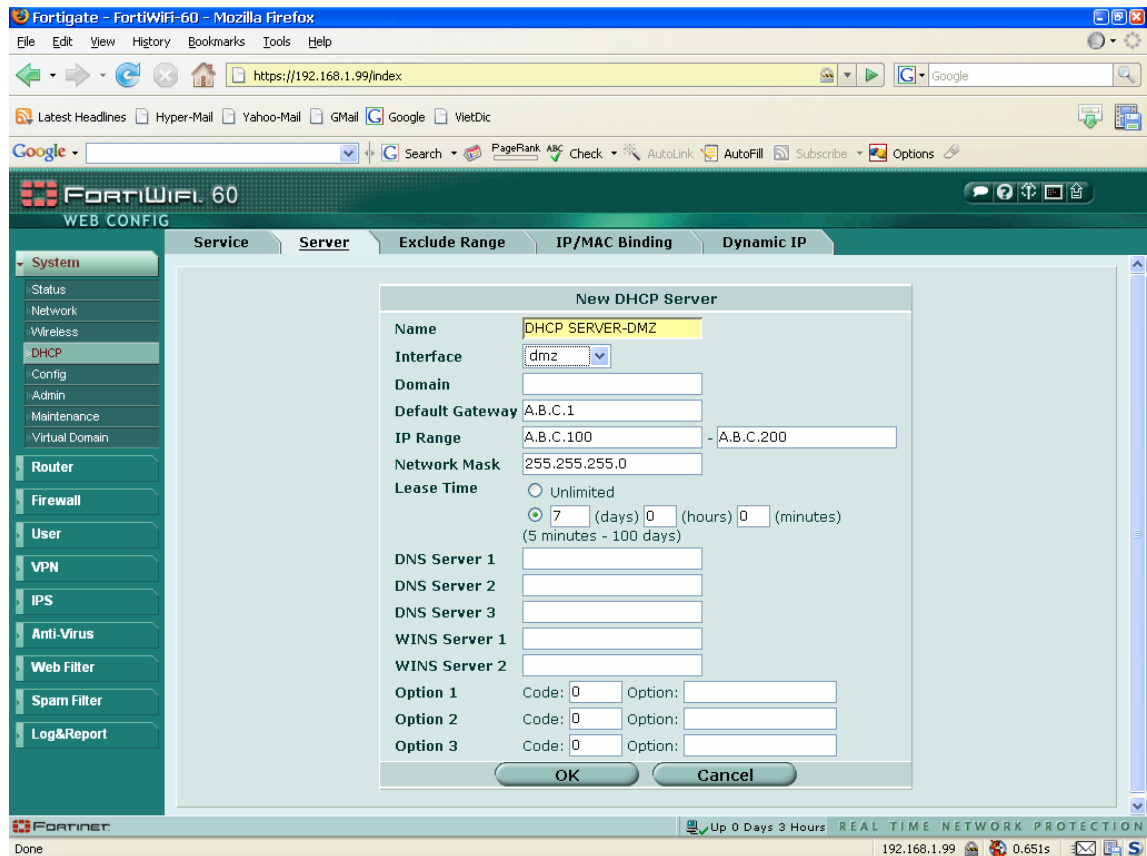 Fortigate - FortiWiFi-60 - Mozilla Firefox
File Edit View History Bookmarks Tools Help
https://192.168.1.99/index
G Google
Latest Headlines Hyper-Mail Yahoo-Mail GMail G Google VietDic
Google G Search PageRank ABC Check AutoLink AutoFill Subscribe Options
FORTIWIFI 60
WEB CONFIG
Service Server Exclude Range IP/MAC Binding Dynamic IP
System
Status
Network
Wireless
DHCP
Config
Admin
Maintenance
Virtual Domain
Router
Firewall
User
VPN
IPS
Anti-Virus
Web Filter
Spam Filter
Log&Report
New DHCP Server
Name DHCP SERVER-DMZ
Interface dmz
Domain
Default Gateway A.B.C.1
IP Range A.B.C.100 - A.B.C.200
Network Mask 255.255.255.0
Lease Time Unlimited
7 (days) 0 (hours) 0 (minutes)
(5 minutes - 100 days)
DNS Server 1
DNS Server 2
DNS Server 3
WINS Server 1
WINS Server 2
Option 1 Code: 0 Option:
Option 2 Code: 0 Option:
Option 3 Code: 0 Option:
OK Cancel
FORTINET Up 0 Days 3 Hours REAL TIME NETWORK PROTECTION
Done 192.168.1.99 0.651s S